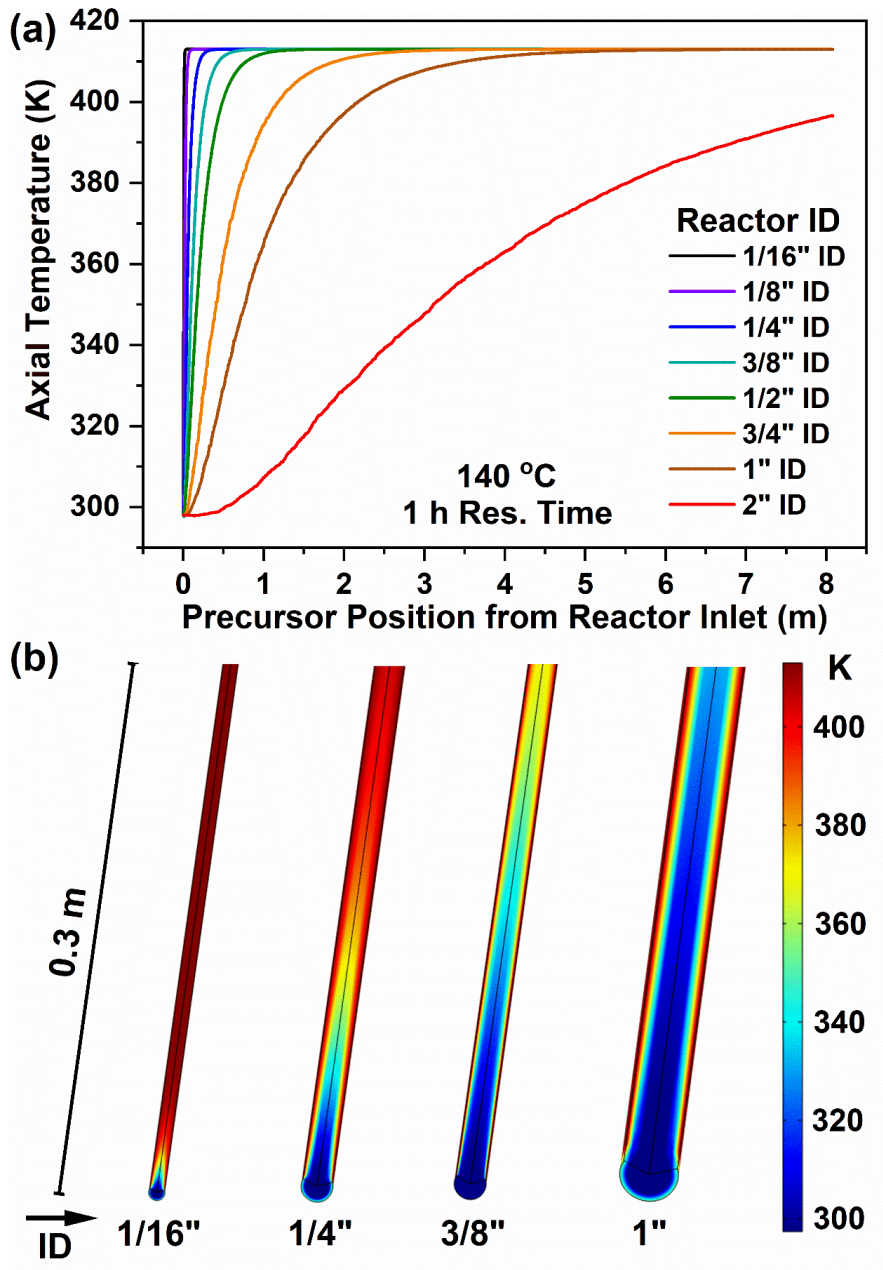 (a)
420
400
380
360
340
320
300
Axial Temperature (K)
Reactor ID
1/16" ID
1/8" ID
1/4" ID
3/8" ID
1/2" ID
3/4" ID
1" ID
2" ID
140 °C
1 h Res. Time
0 1 2 3 4 5 6 7 8
Precursor Position from Reactor Inlet (m)
(b)
0.3 m
K
400
380
360
340
320
300
ID
1/16" 1/4" 3/8" 1"